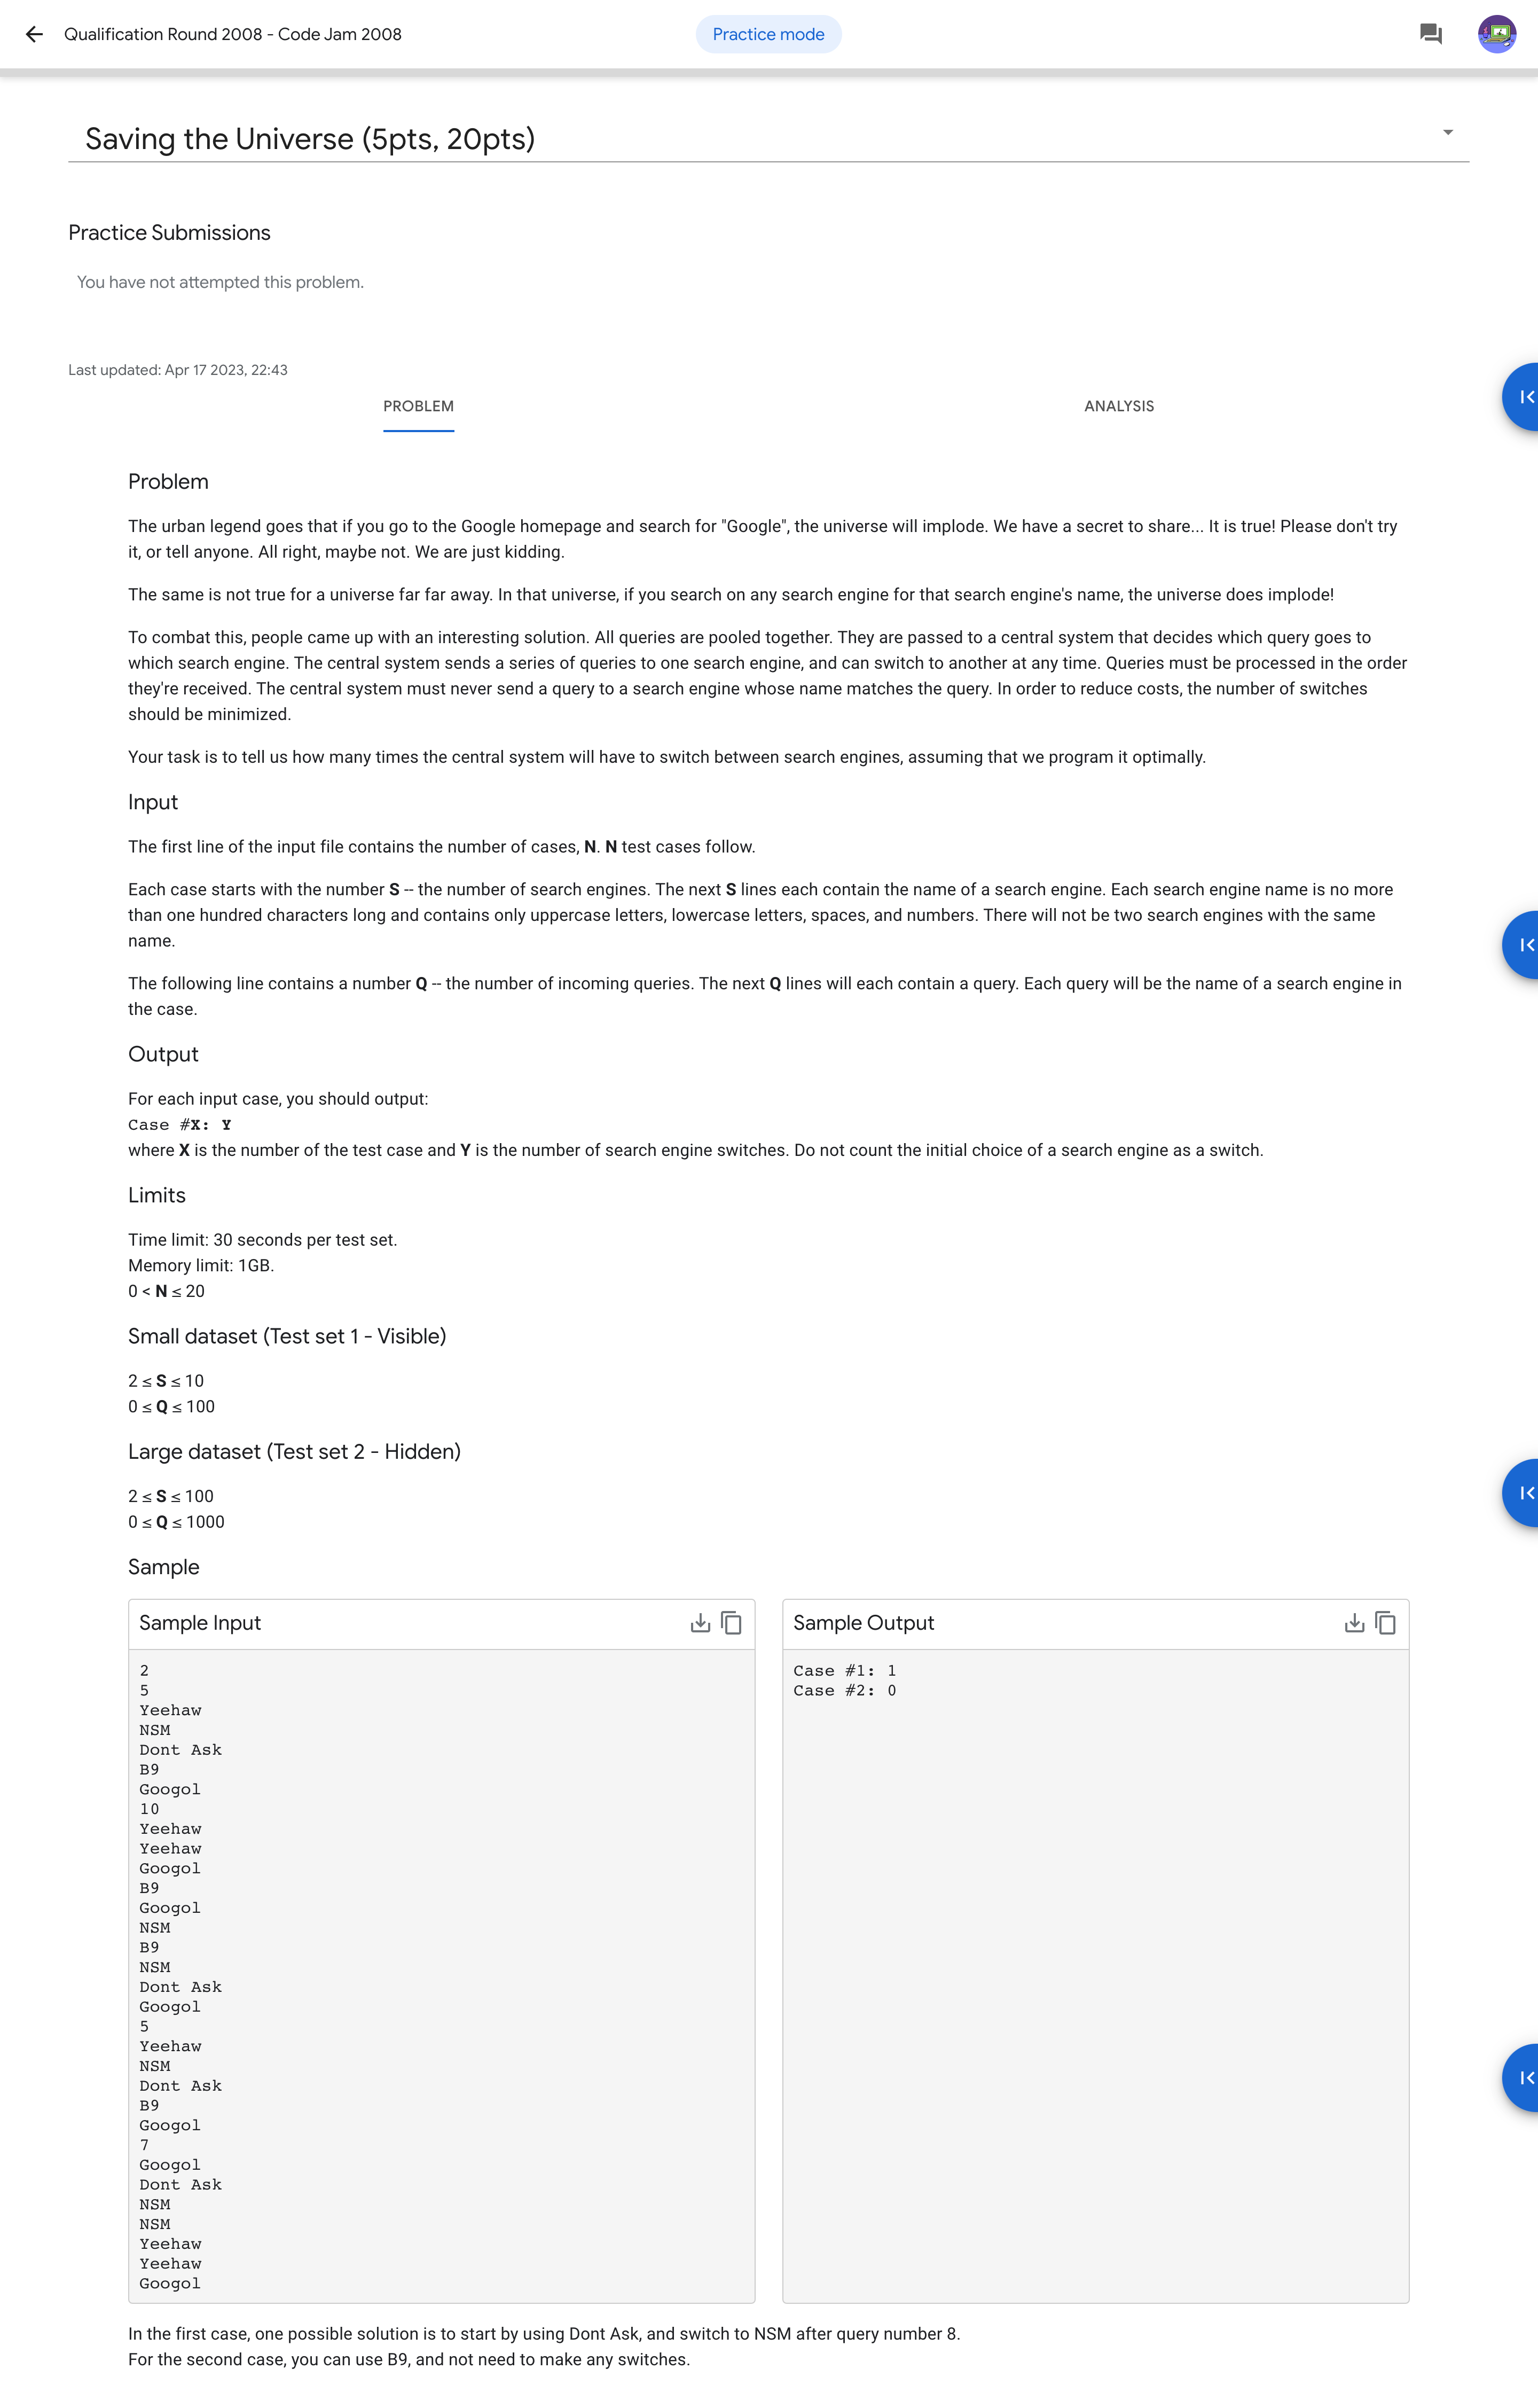 Qualification Round 2008 - Code Jam 2008
Practice mode
Saving the Universe (5pts, 20pts)
Practice Submissions
You have not attempted this problem.
Last updated: Apr 17 2023, 22:43
PROBLEM
ANALYSIS
Problem
The urban legend goes that if you go to the Google homepage and search for "Google", the universe will implode. We have a secret to share... It is true! Please don't try
it, or tell anyone. All right, maybe not. We are just kidding.
The same is not true for a universe far far away. In that universe, if you search on any search engine for that search engine's name, the universe does implode!
To combat this, people came up with an interesting solution. All queries are pooled together. They are passed to a central system that decides which query goes to
which search engine. The central system sends a series of queries to one search engine, and can switch to another at any time. Queries must be processed in the order
they're received. The central system must never send a query to a search engine whose name matches the query. In order to reduce costs, the number of switches
should be minimized.
Your task is to tell us how many times the central system will have to switch between search engines, assuming that we program it optimally.
Input
The first line of the input file contains the number of cases, N. N test cases follow.
Each case starts with the number S -- the number of search engines. The next S lines each contain the name of a search engine. Each search engine name is no more
than one hundred characters long and contains only uppercase letters, lowercase letters, spaces, and numbers. There will not be two search engines with the same
name.
The following line contains a number Q -- the number of incoming queries. The next Q lines will each contain a query. Each query will be the name of a search engine in
the case.
Output
For each input case, you should output:
Case #X: Y
where X is the number of the test case and Y is the number of search engine switches. Do not count the initial choice of a search engine as a switch.
Limits
Time limit: 30 seconds per test set.
Memory limit: 1GB.
0 < N ≤ 20
Small dataset (Test set 1 - Visible)
2 ≤ S ≤ 10
0 ≤ Q ≤ 100
Large dataset (Test set 2 - Hidden)
2 ≤ S ≤ 100
0 ≤ Q ≤ 1000
Sample
Sample Input
2
5
Yeehaw
NSM
Dont Ask
B9
Googol
10
Yeehaw
Yeehaw
Googol
B9
Googol
NSM
B9
NSM
Dont Ask
Googol
5
Yeehaw
NSM
Dont Ask
B9
Googol
7
Googol
Dont Ask
NSM
NSM
Yeehaw
Yeehaw
Googol
Sample Output
Case #1: 1
Case #2: 0
In the first case, one possible solution is to start by using Dont Ask, and switch to NSM after query number 8.
For the second case, you can use B9, and not need to make any switches.